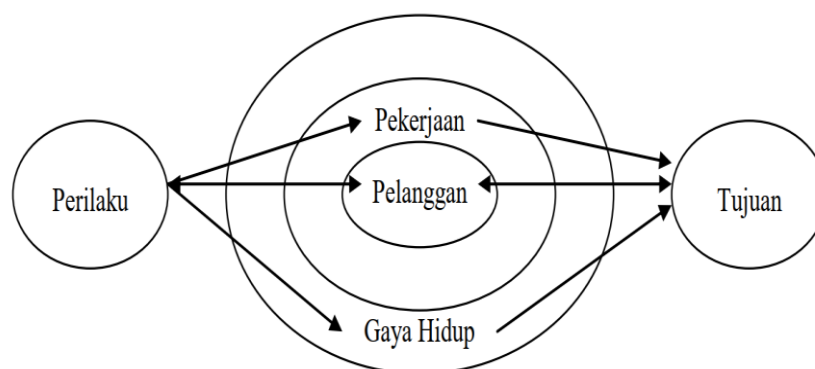 Pekerjaan
Perilaku
Pelanggan
Tujuan
Gaya Hidup